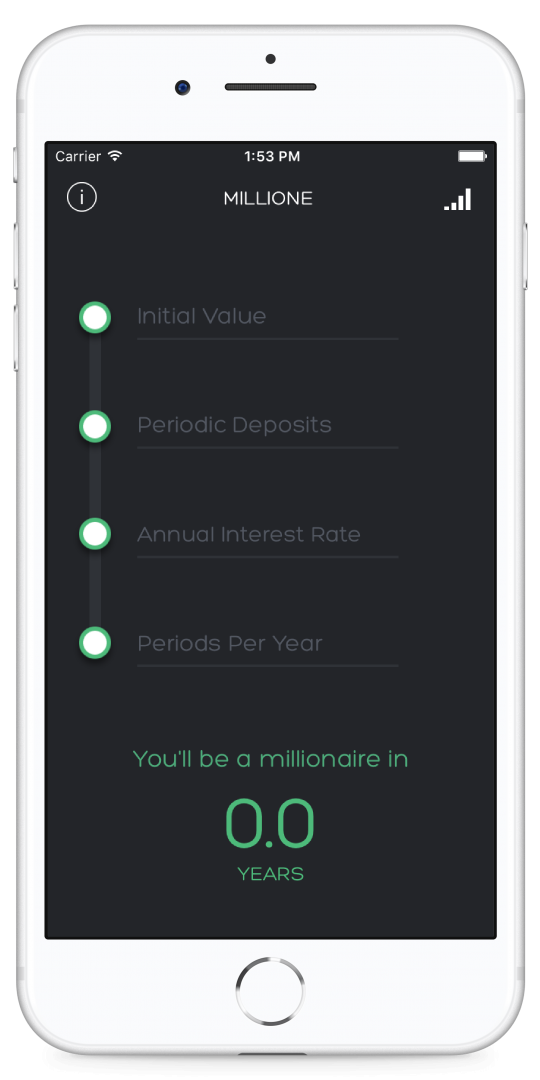 Carrier 1:53 PM
i MILLIONE
Initial Value
Periodic Deposits
Annual Interest Rate
Periods Per Year
You'll be a millionaire in
0.0
YEARS